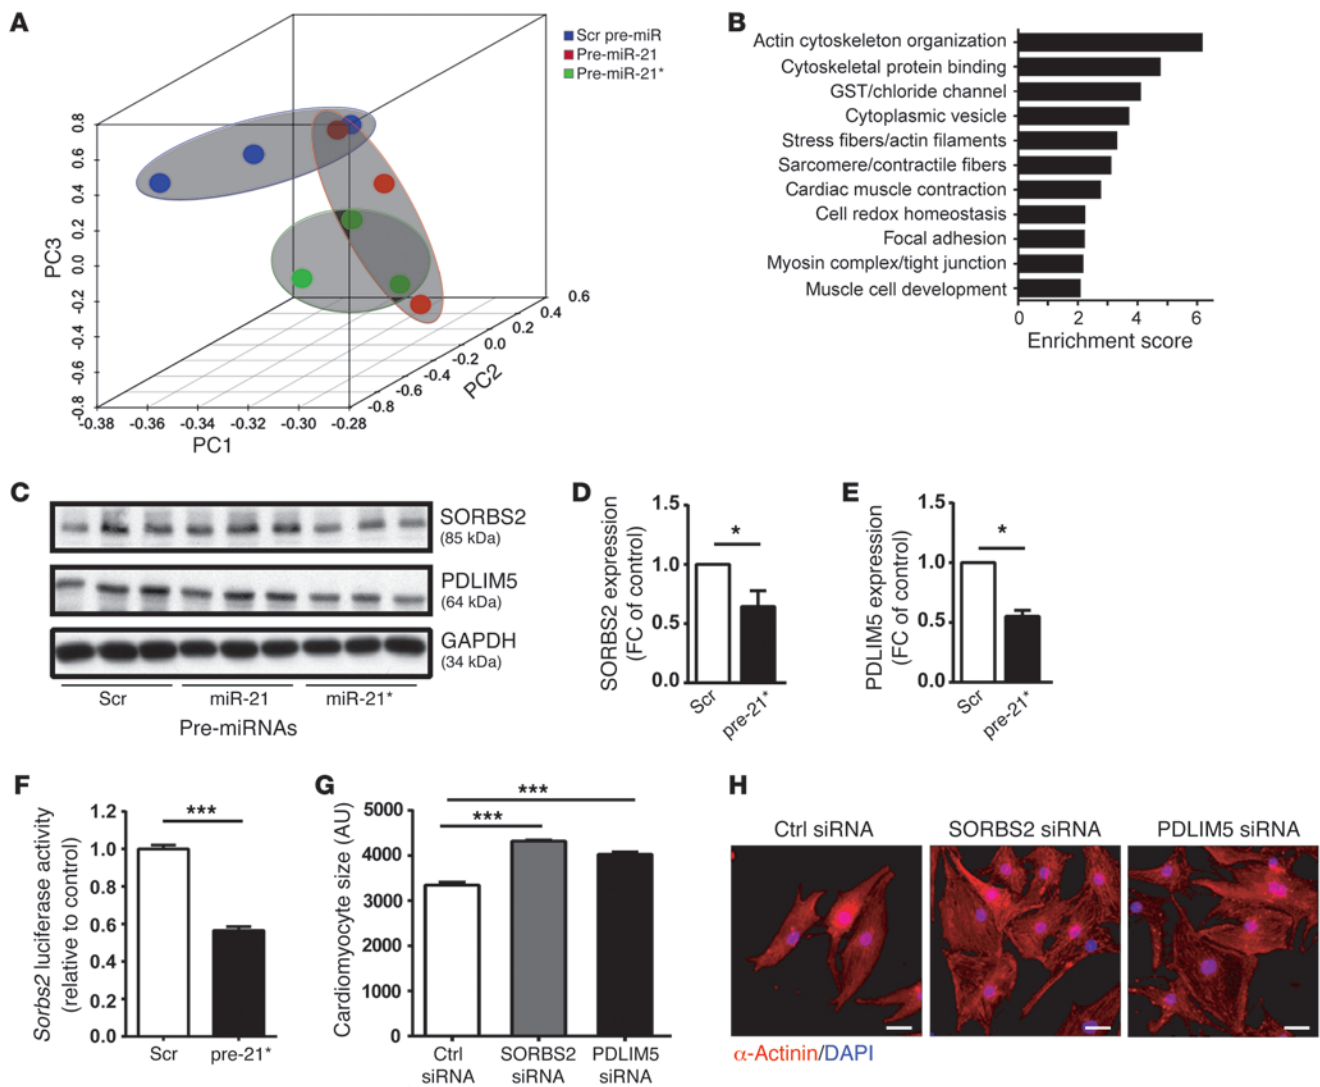 A
Scr pre-miR
Pre-miR-21
Pre-miR-21*
0.8
0.6
0.4
0.2
0.0
-0.2
-0.4
-0.6
-0.8
PC3
-0.38 -0.36 -0.34 -0.32 -0.30 -0.28
PC1
-0.8
-0.6
-0.4
-0.2
0.0
0.2
0.4
0.6
PC2
B
Actin cytoskeleton organization
Cytoskeletal protein binding
GST/chloride channel
Cytoplasmic vesicle
Stress fibers/actin filaments
Sarcomere/contractile fibers
Cardiac muscle contraction
Cell redox homeostasis
Focal adhesion
Myosin complex/tight junction
Muscle cell development
0 2 4 6
Enrichment score
C
SORBS2
(85 kDa)
PDLIM5
(64 kDa)
GAPDH
(34 kDa)
Scr miR-21 miR-21*
Pre-miRNAs
D
SORBS2 expression
(FC of control)
1.5
1.0
0.5
0.0
*
Scr
pre-21*
E
PDLIM5 expression
(FC of control)
1.5
1.0
0.5
0.0
*
Scr
pre-21*
F
Sorbs2 luciferase activity
(relative to control)
1.2
1.0
0.8
0.6
0.4
0.2
0.0
***
Scr pre-21*
G
Cardiomyocyte size (AU)
5000
4000
3000
2000
1000
0
***
***
Ctrl SORBS2 PDLIM5
siRNA siRNA siRNA
H
Ctrl siRNA SORBS2 siRNA PDLIM5 siRNA
α-Actinin/DAPI